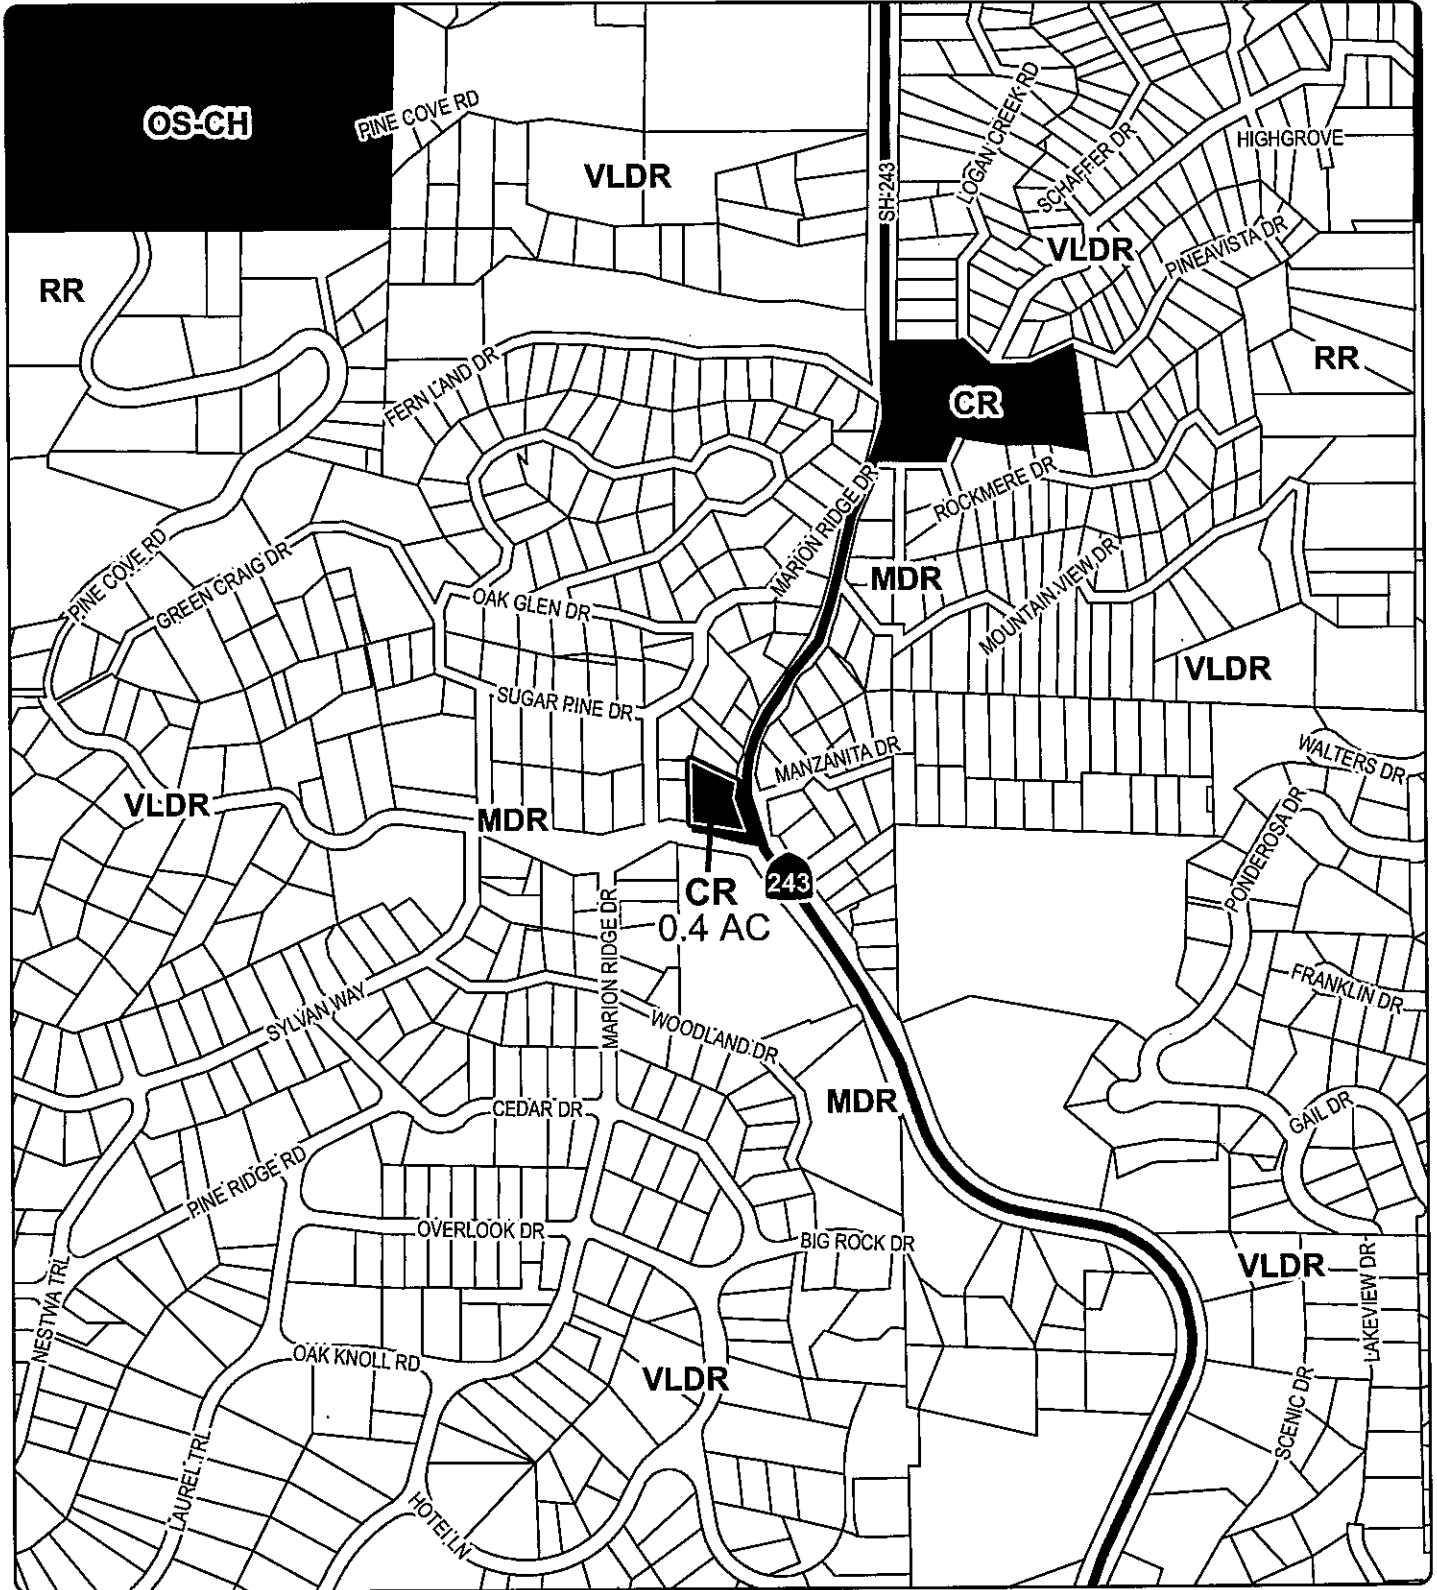 OS-CH
PINE COVE RD
VLDR
SH-243
LOGAN CREEK RD
SCHAFFER DR
HIGHGROVE
VLDR
PINEAVISTA DR
RR
RR
FERN LAND DR
CR
MARION RIDGE DR
ROCKMERE DR
PINE COVE RD
GREEN CRAIG DR
OAK GLEN DR
MDR
MOUNTAIN VIEW DR
VLDR
SUGAR PINE DR
MANZANITA DR
WALTERS DR
VLDR
MDR
PONDEROSA DR
CR
0.4 AC
243
MARION RIDGE DR
FRANKLIN DR
SYLVAN WAY
WOODLAND DR
MDR
CEDAR DR
GAIL DR
PINE RIDGE RD
OVERLOOK DR
BIG ROCK DR
VLDR
LAKEVIEW DR
NESTWA TRL
OAK KNOLL RD
VLDR
SCENIC DR
LAUREL TRL
HOTEL LN